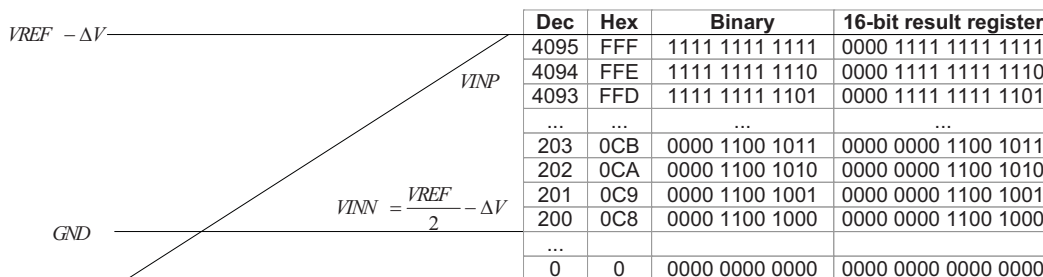 Dec Hex Binary 16-bit result register
VREF − ΔV
4095 FFF 1111 1111 1111 0000 1111 1111 1111
4094 FFE 1111 1111 1110 0000 1111 1111 1110
VINP
4093 FFD 1111 1111 1101 0000 1111 1111 1101
... ... ... ...
203 0CB 0000 1100 1011 0000 0000 1100 1011
202 0CA 0000 1100 1010 0000 0000 1100 1010
201 0C9 0000 1100 1001 0000 0000 1100 1001
VINN = VREF/2 − ΔV
200 0C8 0000 1100 1000 0000 0000 1100 1000
GND
...
0 0 0000 0000 0000 0000 0000 0000 0000